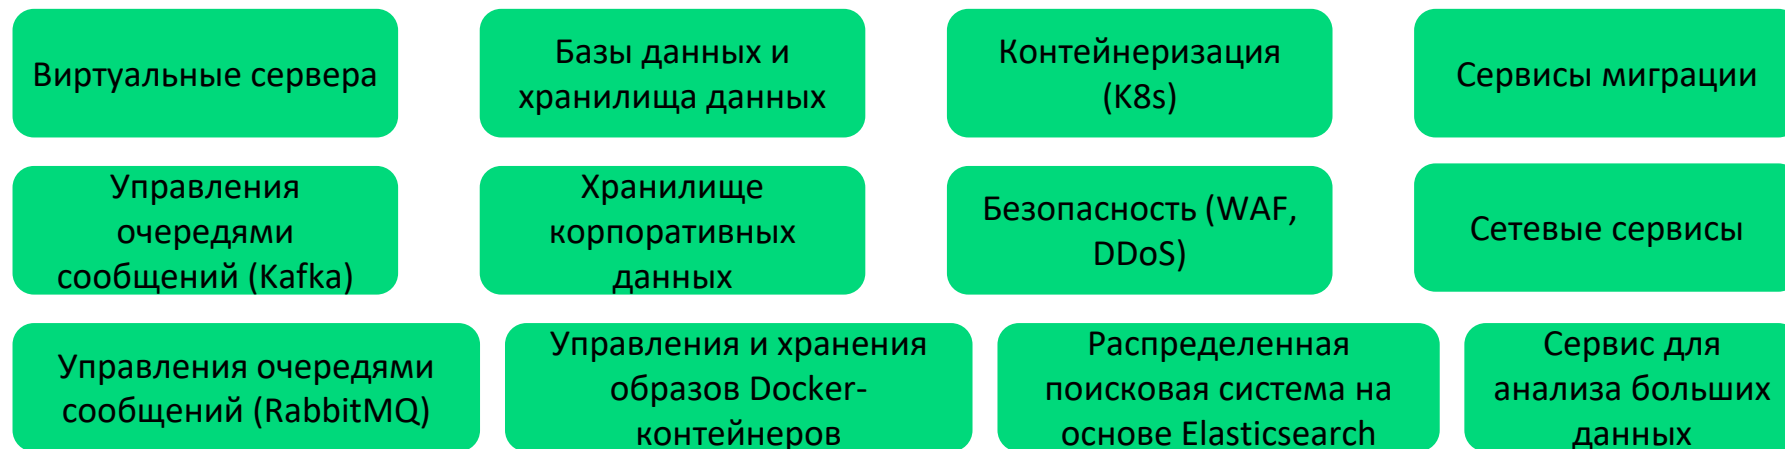 Виртуальные сервера
Базы данных и
хранилища данных
Контейнеризация
(K8s)
Сервисы миграции
Управления
очередями
сообщений (Kafka)
Хранилище
корпоративных
данных
Безопасность (WAF,
DDoS)
Сетевые сервисы
Управления очередями
сообщений (RabbitMQ)
Управления и хранения
образов Docker-
контейнеров
Распределенная
поисковая система на
основе Elasticsearch
Сервис для
анализа больших
данных